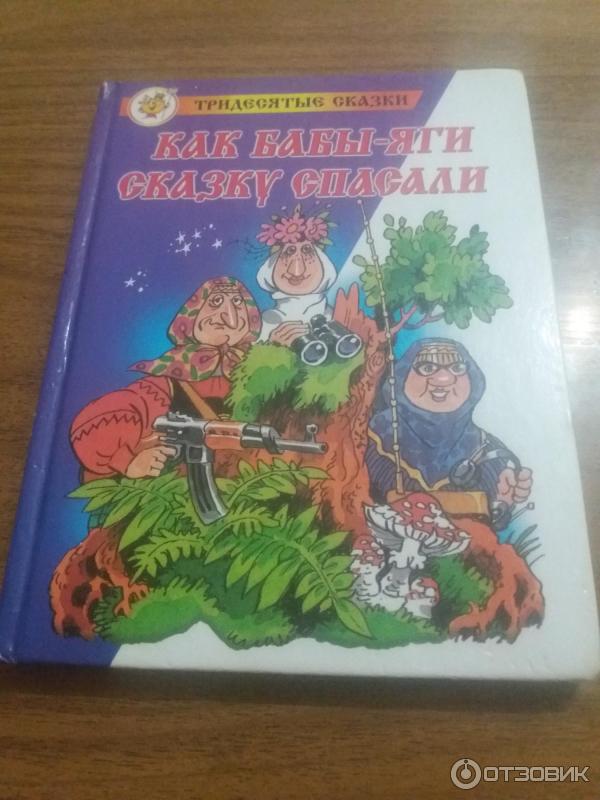 ТРИДЕСЯТЫЕ СКАЗКИ
КАК БАБЫ-ЯГИ
СКАЗКУ СПАСАЛИ
ОТЗОВИК